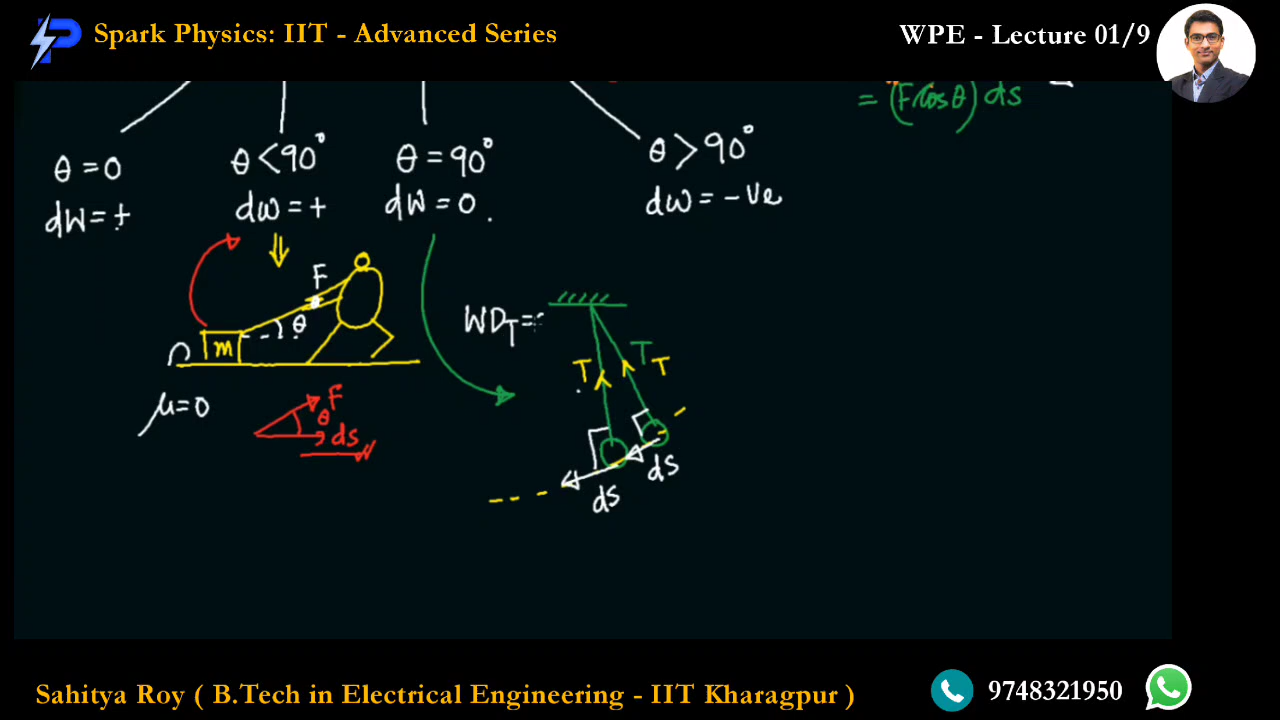 Spark Physics: IIT - Advanced Series
WPE - Lecture 01/9
= (F cos θ) ds
θ = 0
dW = +
θ < 90°
dw = +
θ = 90°
dW = 0.
θ > 90°
dw = -ve
F
θ
m
μ = 0
F
θ
ds
WD_T =
T
T
T
ds
ds
Sahitya Roy ( B.Tech in Electrical Engineering - IIT Kharagpur )
9748321950